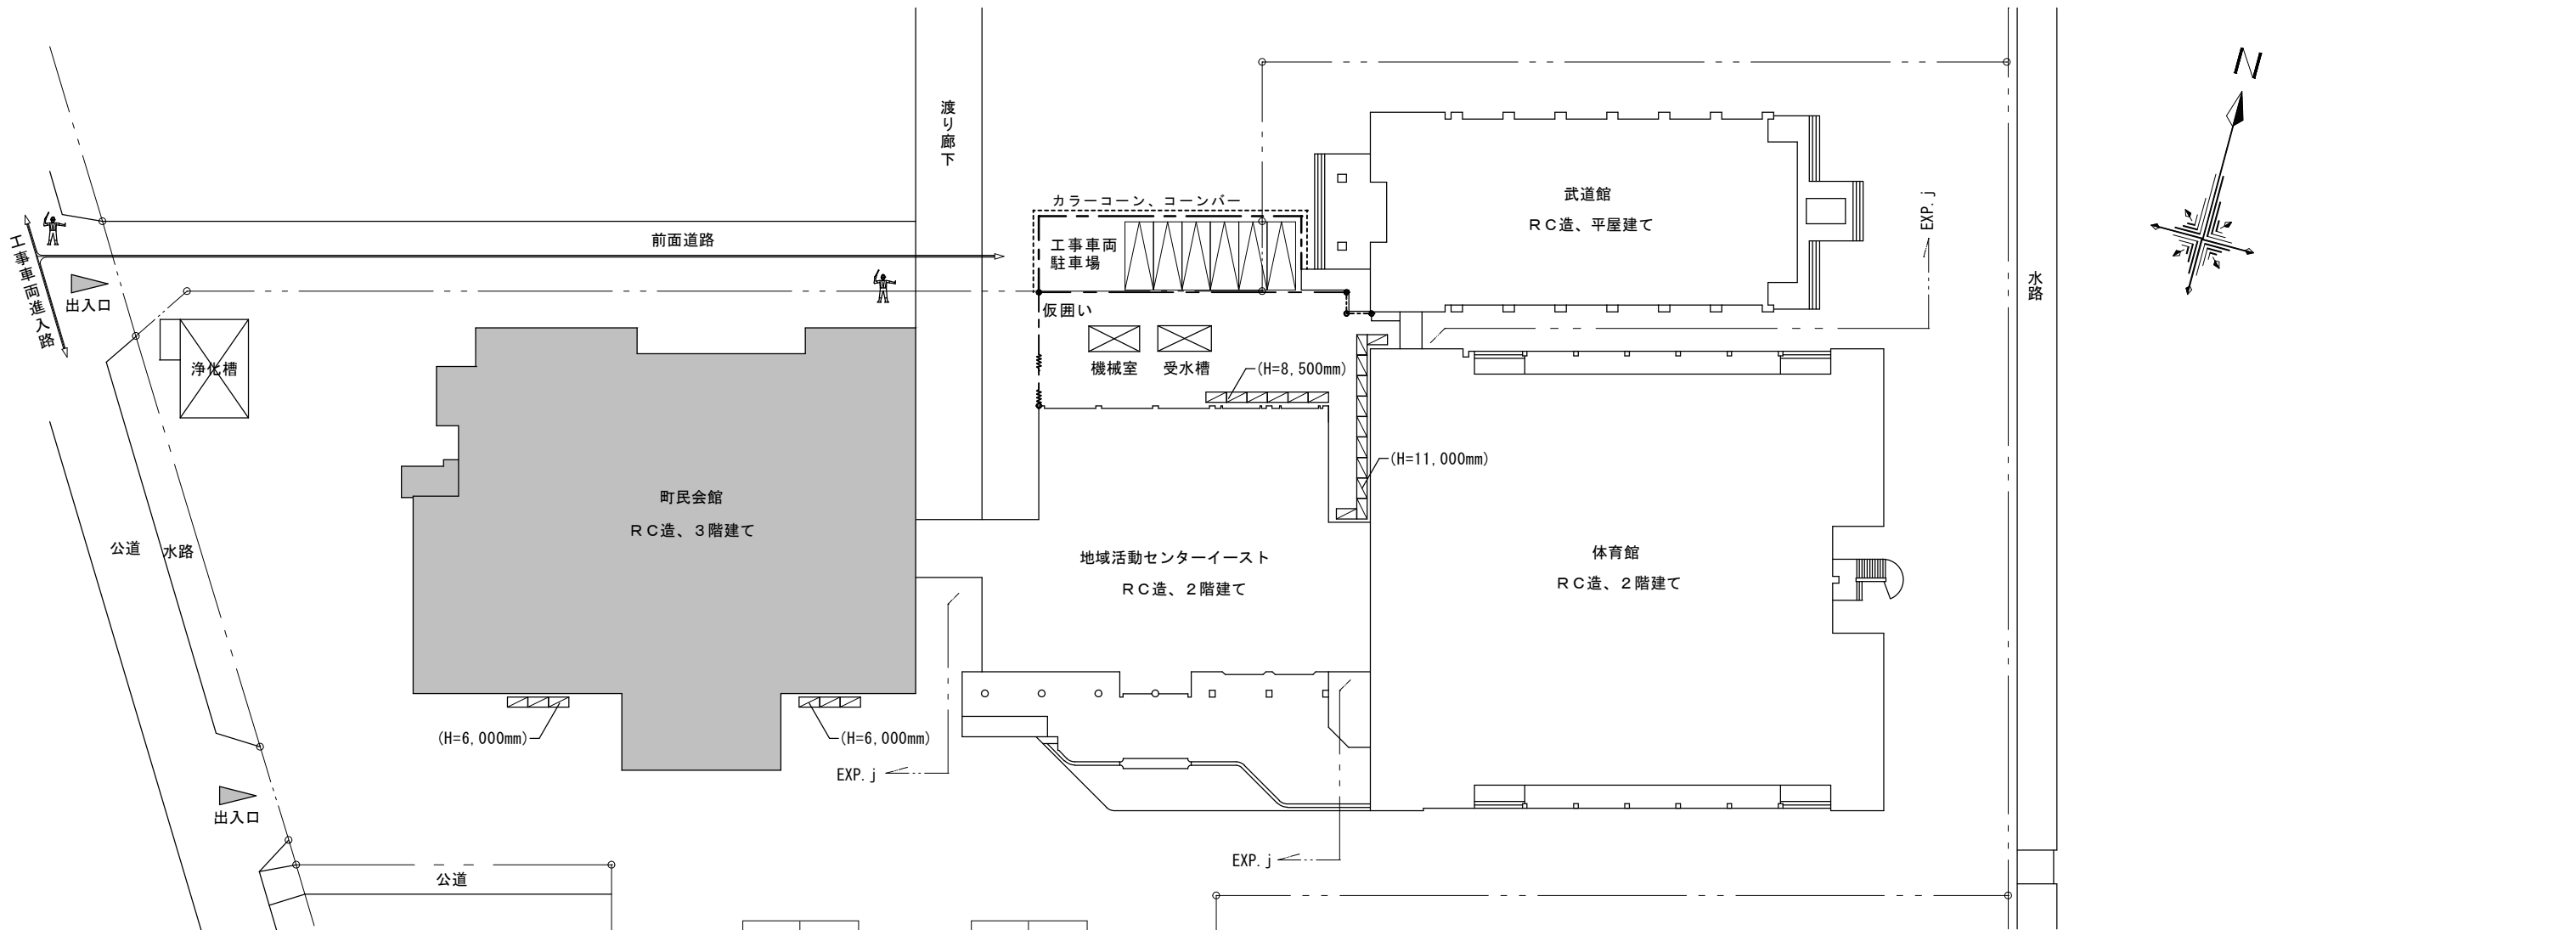 N
渡り廊下
カラーコーン、コーンバー
武道館
ＲＣ造、平屋建て
EXP.j
前面道路
工事車両
駐車場
工事車両進入路
出入口
水路
仮囲い
浄化槽
機械室
受水槽
(H=8,500mm)
(H=11,000mm)
町民会館
ＲＣ造、３階建て
公道
水路
地域活動センターイースト
ＲＣ造、２階建て
体育館
ＲＣ造、２階建て
(H=6,000mm)
(H=6,000mm)
EXP.j
出入口
EXP.j
公道